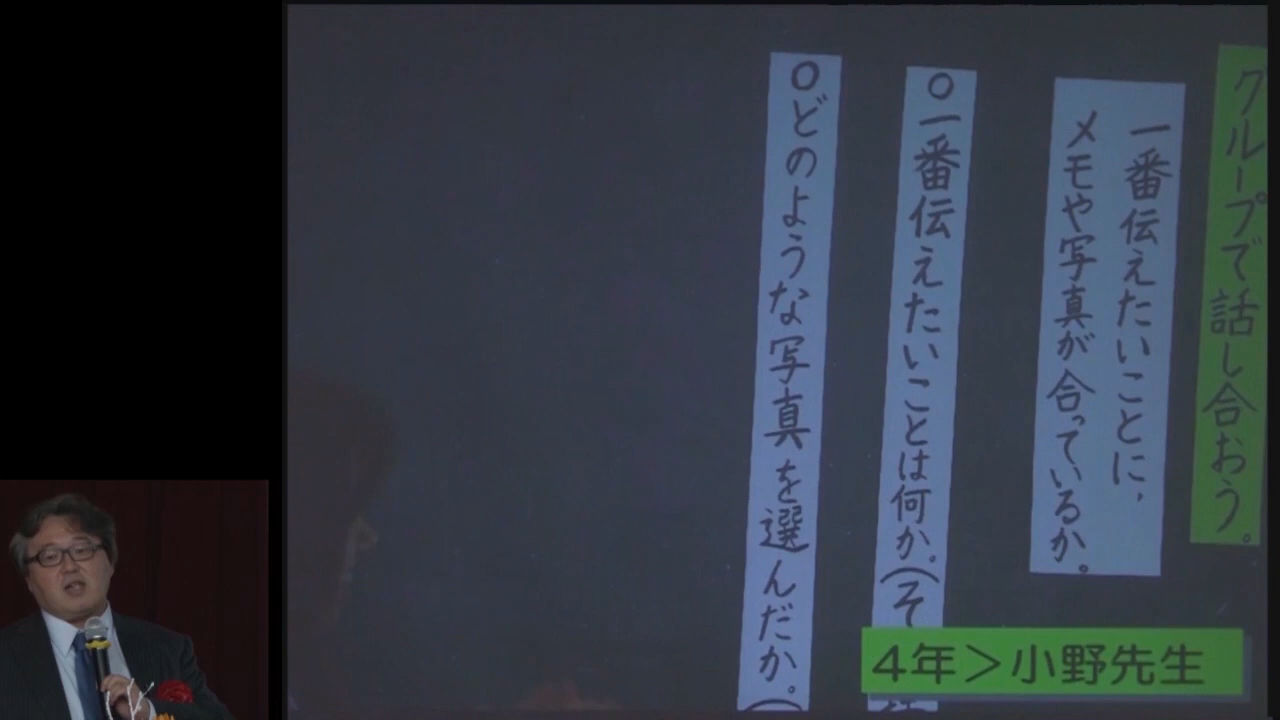 グループで話し合おう。
一番伝えたいことに,
メモや写真が合っているか。
○一番伝えたいことは何か。(そ
○どのような写真を選んだか。(
4年>小野先生